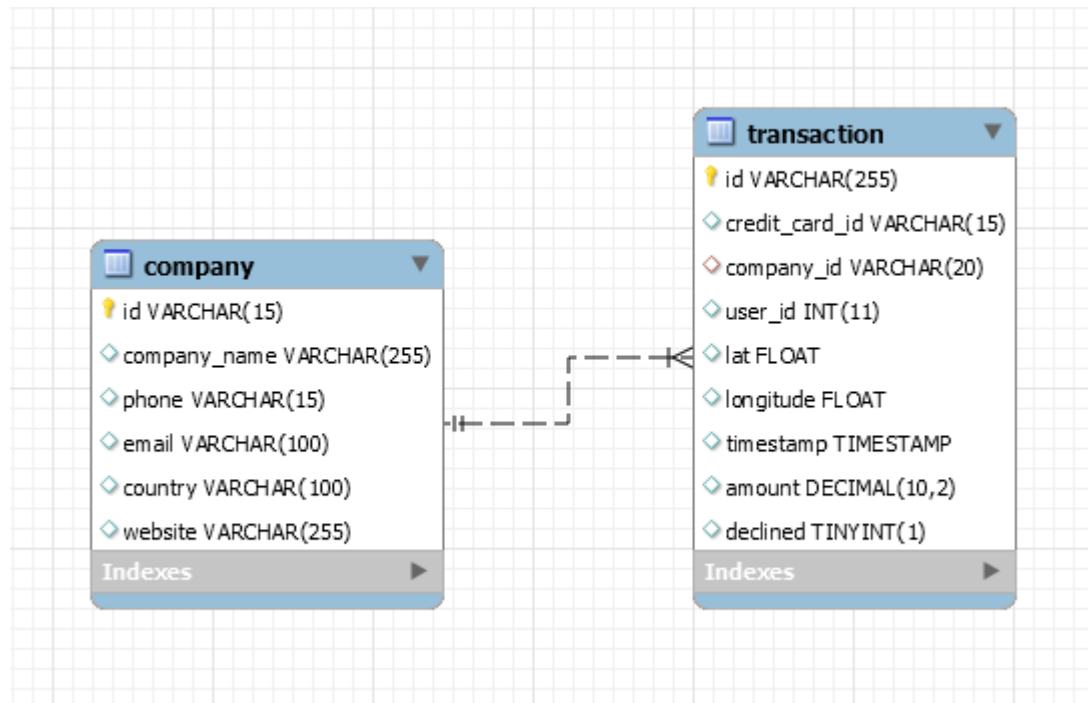 company
id VARCHAR(15)
company_name VARCHAR(255)
phone VARCHAR(15)
email VARCHAR(100)
country VARCHAR(100)
website VARCHAR(255)
Indexes
transaction
id VARCHAR(255)
credit_card_id VARCHAR(15)
company_id VARCHAR(20)
user_id INT(11)
lat FLOAT
longitude FLOAT
timestamp TIMESTAMP
amount DECIMAL(10,2)
declined TINYINT(1)
Indexes